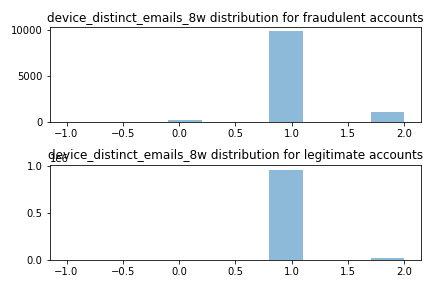 device_distinct_emails_8w distribution for fraudulent accounts
10000
5000
0
-1.0 -0.5 0.0 0.5 1.0 1.5 2.0
device_distinct_emails_8w distribution for legitimate accounts
1e6
1.0
0.5
0.0
-1.0 -0.5 0.0 0.5 1.0 1.5 2.0